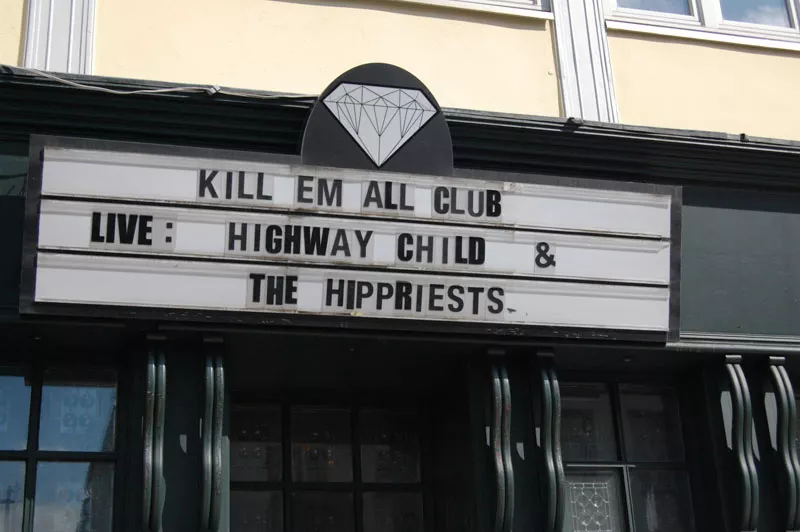 KILL EM ALL CLUB
LIVE: HIGHWAY CHILD &
THE HIPPRIESTS